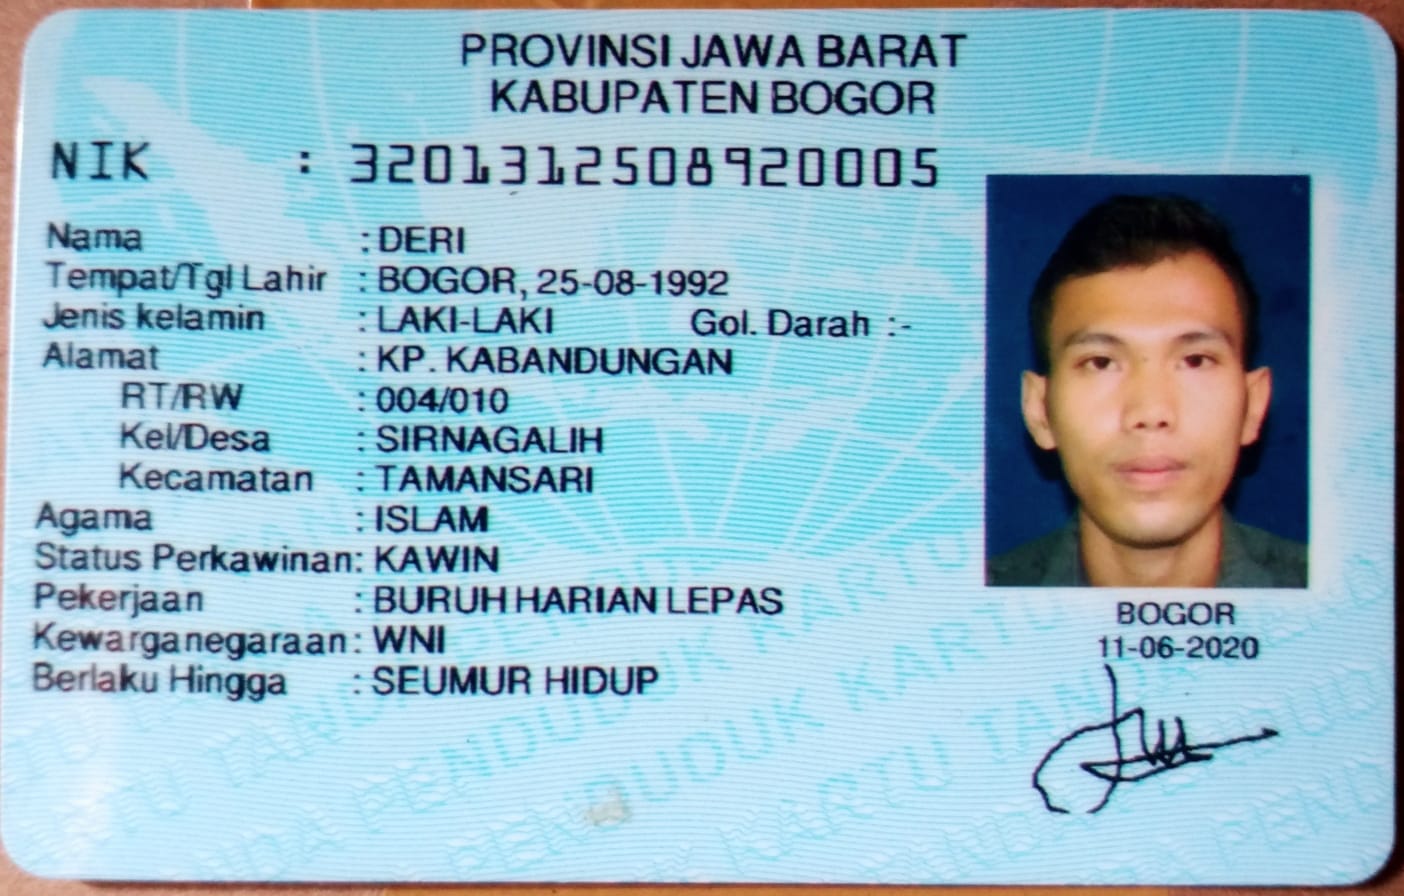 PROVINSI JAWA BARAT
KABUPATEN BOGOR
NIK : 3201312508920005
Nama : DERI
Tempat/Tgl Lahir : BOGOR, 25-08-1992
Jenis kelamin : LAKI-LAKI Gol. Darah :-
Alamat : KP. KABANDUNGAN
RT/RW : 004/010
Kel/Desa : SIRNAGALIH
Kecamatan : TAMANSARI
Agama : ISLAM
Status Perkawinan: KAWIN
Pekerjaan : BURUH HARIAN LEPAS
Kewarganegaraan: WNI
Berlaku Hingga : SEUMUR HIDUP
BOGOR
11-06-2020